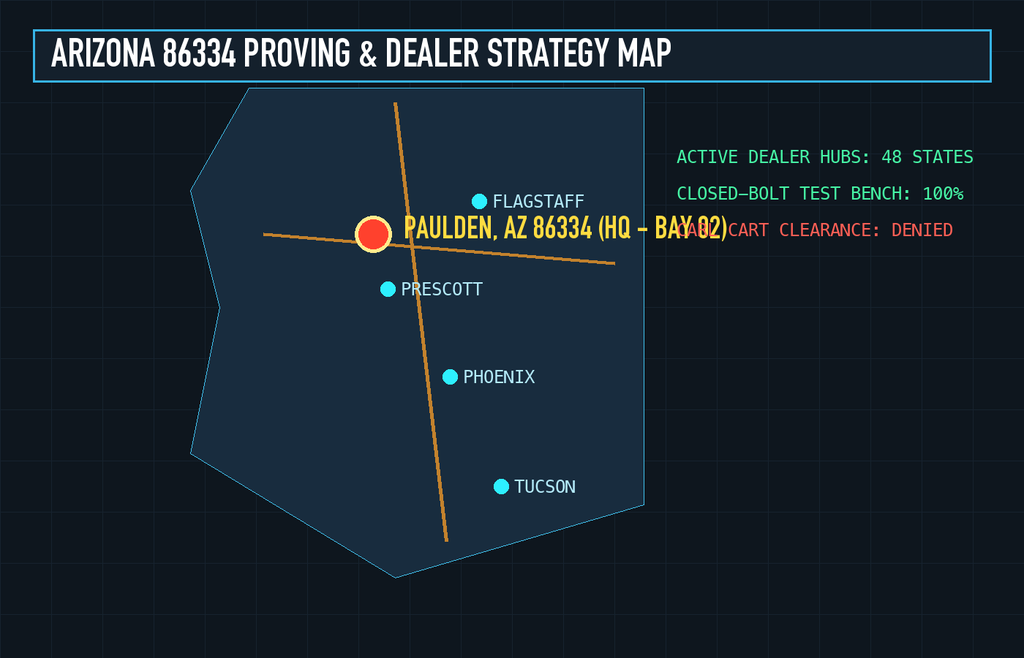 ARIZONA 86334 PROVING & DEALER STRATEGY MAP
ACTIVE DEALER HUBS: 48 STATES
CLOSED-BOLT TEST BENCH: 100%
FLAGSTAFF
PAULDEN, AZ 86334 (HQ - BAY 02)
CART CLEARANCE: DENIED
PRESCOTT
PHOENIX
TUCSON